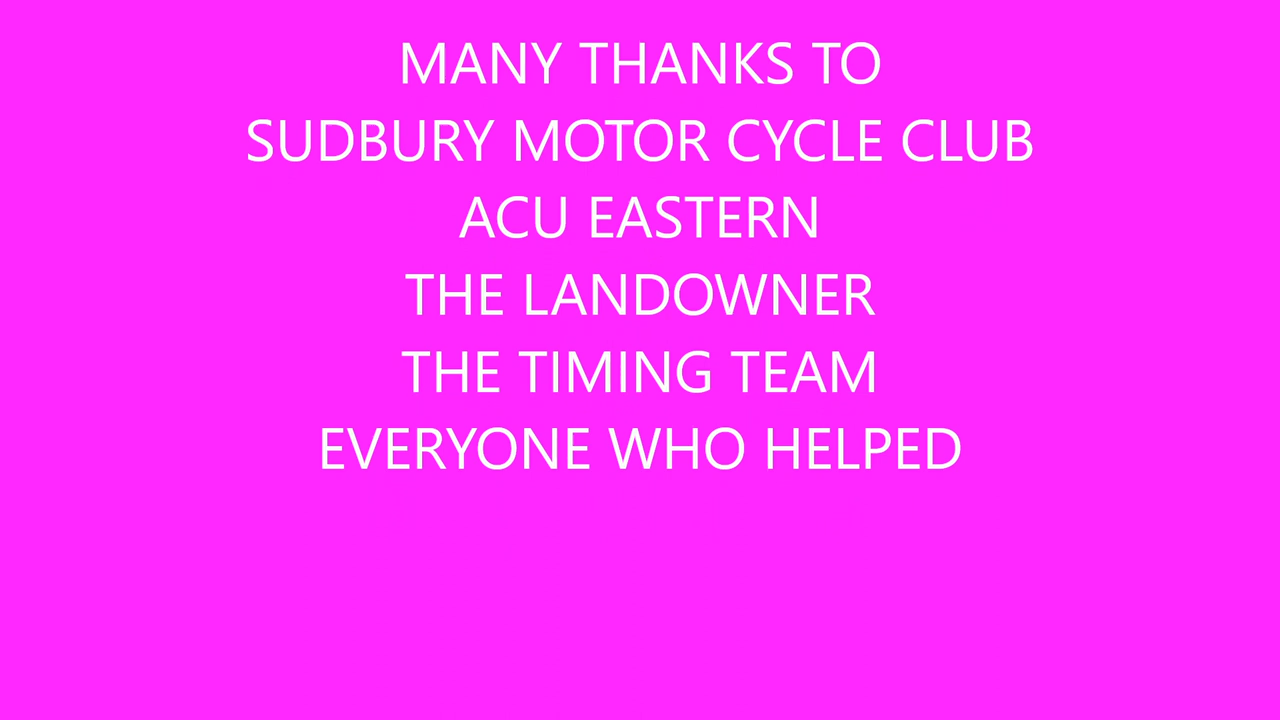 MANY THANKS TO
SUDBURY MOTOR CYCLE CLUB
ACU EASTERN
THE LANDOWNER
THE TIMING TEAM
EVERYONE WHO HELPED